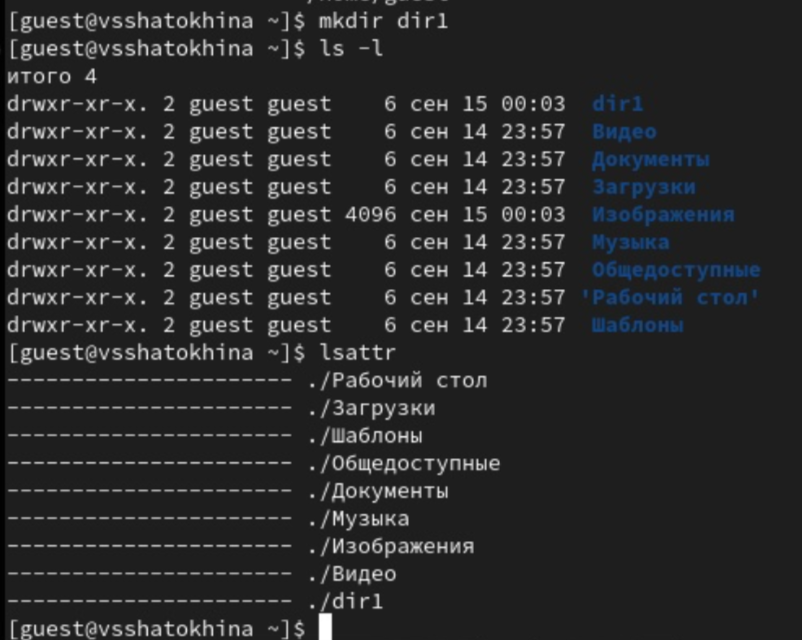 [guest@vsshatokhina ~]$ mkdir dir1
[guest@vsshatokhina ~]$ ls -l
итого 4
drwxr-xr-x. 2 guest guest    6 сен 15 00:03  dir1
drwxr-xr-x. 2 guest guest    6 сен 14 23:57  Видео
drwxr-xr-x. 2 guest guest    6 сен 14 23:57  Документы
drwxr-xr-x. 2 guest guest    6 сен 14 23:57  Загрузки
drwxr-xr-x. 2 guest guest 4096 сен 15 00:03  Изображения
drwxr-xr-x. 2 guest guest    6 сен 14 23:57  Музыка
drwxr-xr-x. 2 guest guest    6 сен 14 23:57  Общедоступные
drwxr-xr-x. 2 guest guest    6 сен 14 23:57 'Рабочий стол'
drwxr-xr-x. 2 guest guest    6 сен 14 23:57  Шаблоны
[guest@vsshatokhina ~]$ lsattr
---------------------- ./Рабочий стол
---------------------- ./Загрузки
---------------------- ./Шаблоны
---------------------- ./Общедоступные
---------------------- ./Документы
---------------------- ./Музыка
---------------------- ./Изображения
---------------------- ./Видео
---------------------- ./dir1
[guest@vsshatokhina ~]$